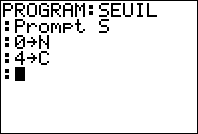 PROGRAM:SEUIL
:Prompt S
:0→N
:4→C
: